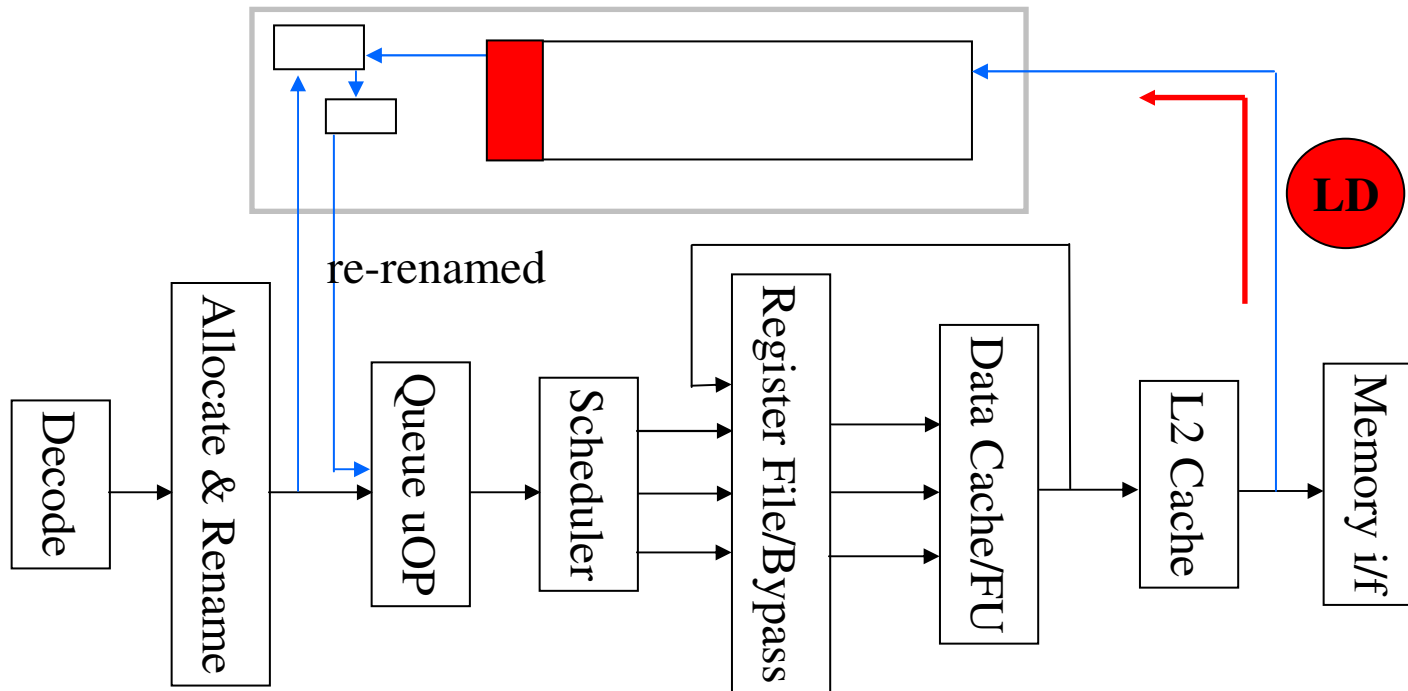 LD
re-renamed
Decode
Allocate & Rename
Queue uOP
Scheduler
Register File/Bypass
Data Cache/FU
L2 Cache
Memory i/f